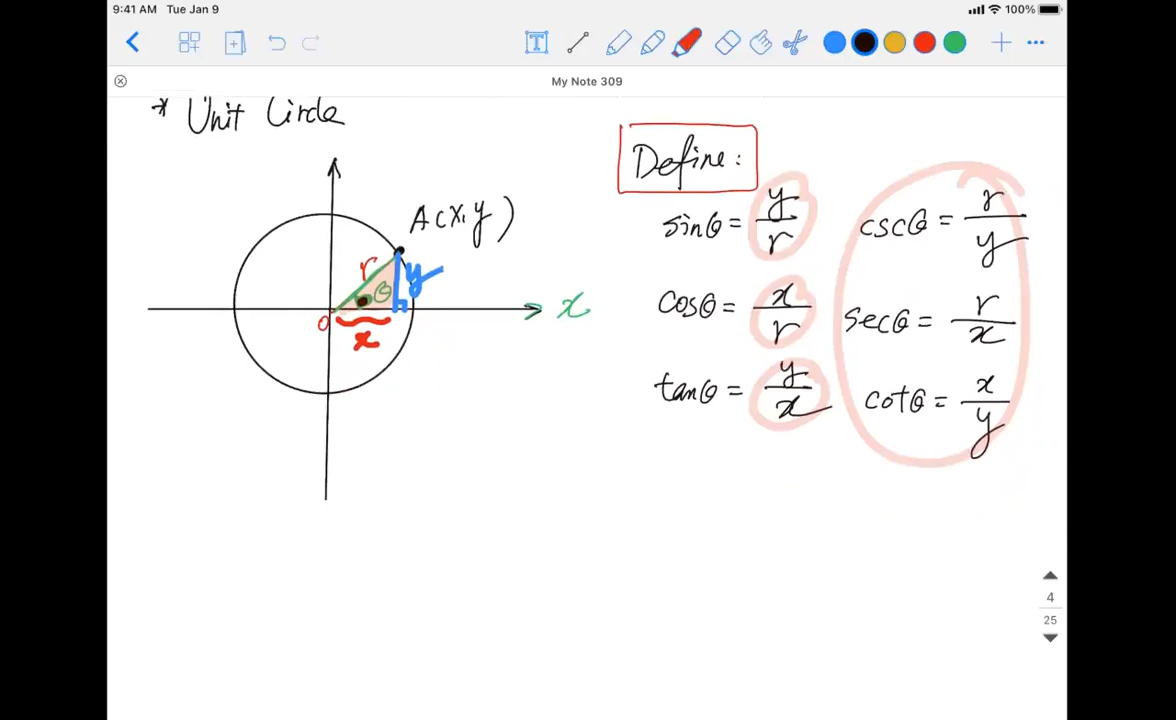 9:41 AM Tue Jan 9
100%
My Note 309
* Unit Circle
Define:
A(x,y)
sinθ = y/r
cscθ = r/y
r
y
θ
cosθ = x/r
secθ = r/x
O
x
x
tanθ = y/x
cotθ = x/y
4
25